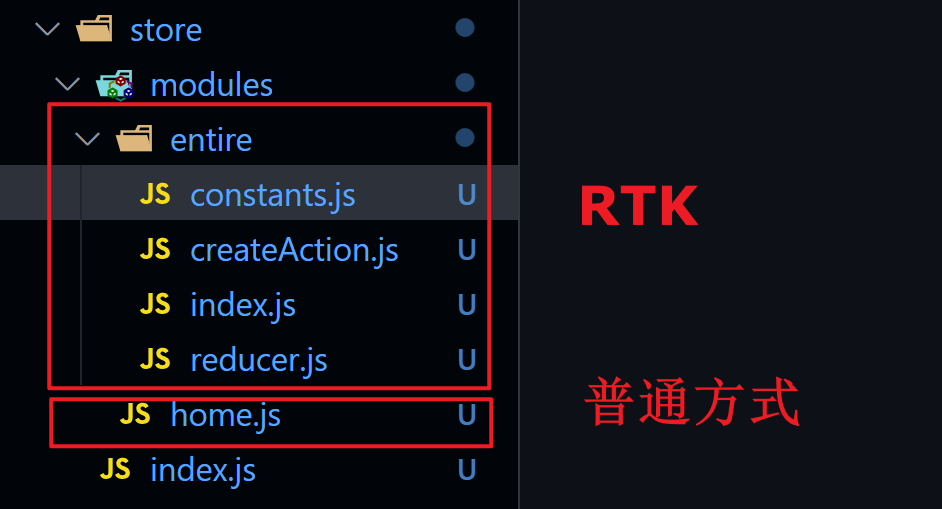 store
modules
entire
JS constants.js U
JS createAction.js U
JS index.js U
JS reducer.js U
JS home.js U
JS index.js U
RTK
普通方式